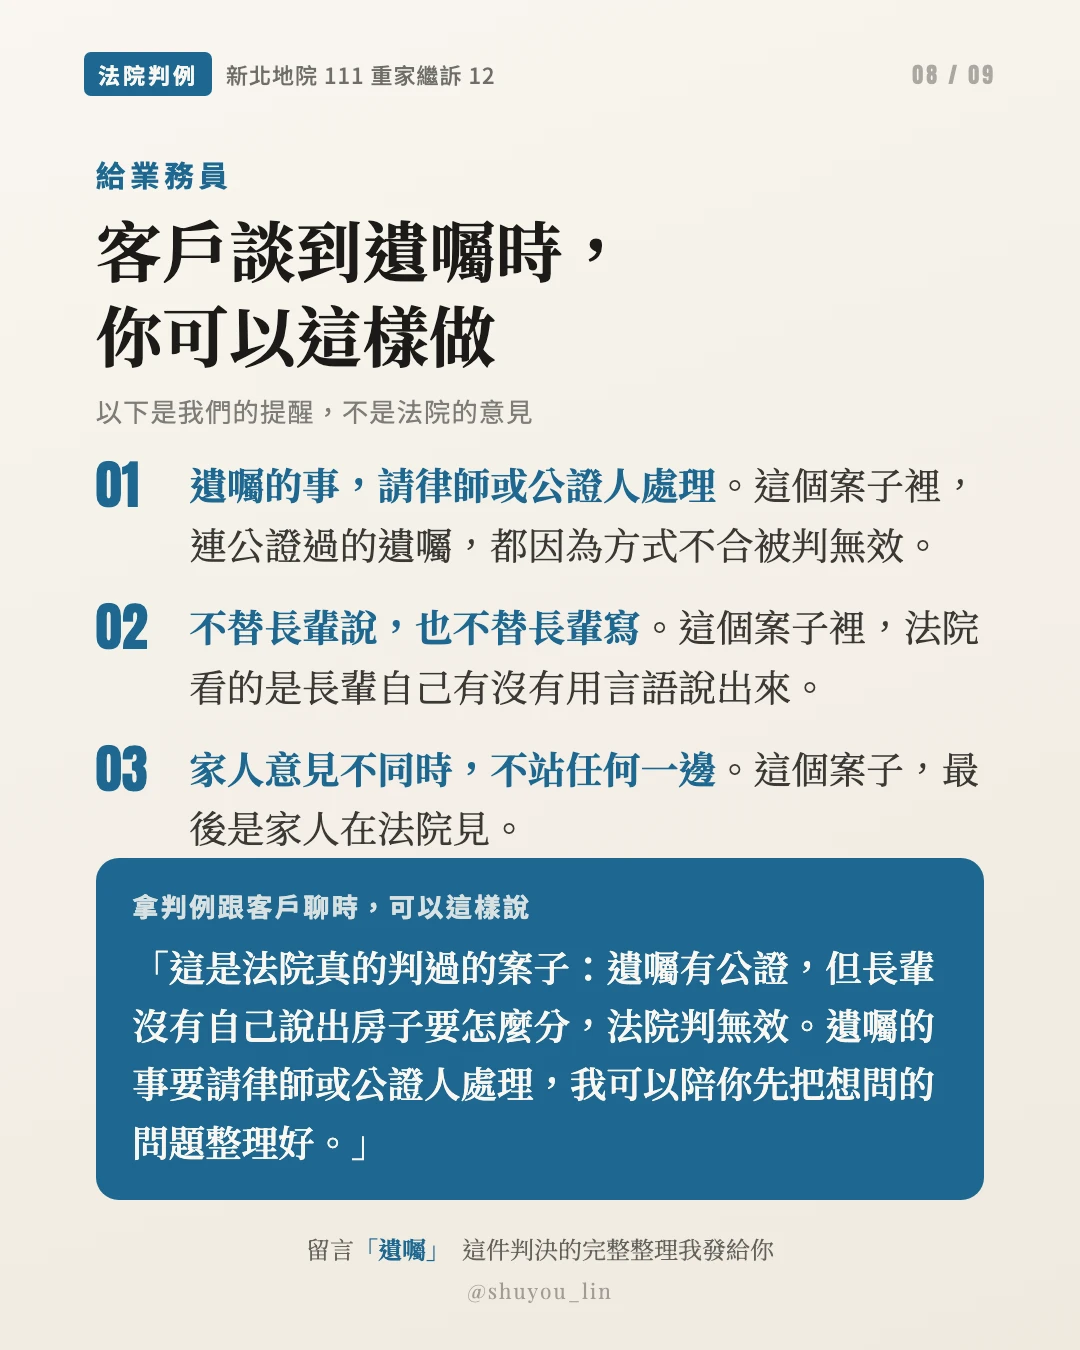 法院判例 新北地院 111 重家繼訴 12
08 / 09
給業務員
客戶談到遺囑時，
你可以這樣做
以下是我們的提醒，不是法院的意見
01 遺囑的事，請律師或公證人處理。這個案子裡，
連公證過的遺囑，都因為方式不合被判無效。
02 不替長輩說，也不替長輩寫。這個案子裡，法院
看的是長輩自己有沒有用言語說出來。
03 家人意見不同時，不站任何一邊。這個案子，最
後是家人在法院見。
拿判例跟客戶聊時，可以這樣說
「這是法院真的判過的案子：遺囑有公證，但長輩
沒有自己說出房子要怎麼分，法院判無效。遺囑的
事要請律師或公證人處理，我可以陪你先把想問的
問題整理好。」
留言「遺囑」 這件判決的完整整理我發給你
@shuyou_lin